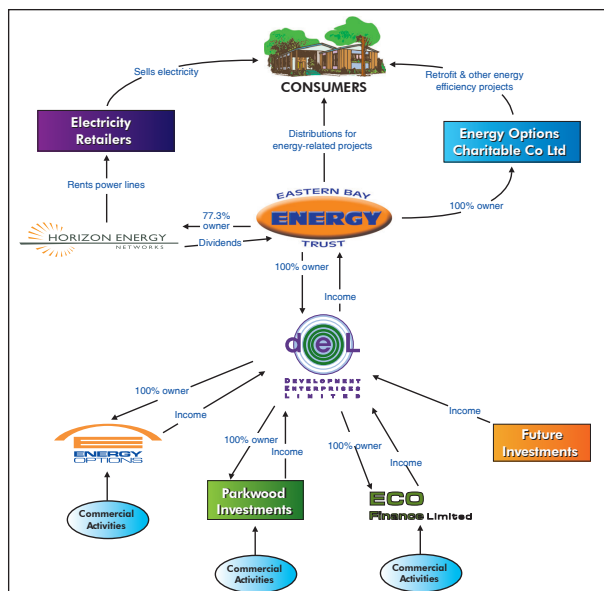 Sells electricity
CONSUMERS
Retrofit & other energy
efficiency projects
Electricity
Retailers
Distributions for
energy-related projects
Energy Options
Charitable Co Ltd
Rents power lines
EASTERN BAY
ENERGY
TRUST
77.3%
owner
100% owner
HORIZON ENERGY
NETWORKS
Dividends
100% owner
Income
deL
DEVELOPMENT
ENTERPRISES
LIMITED
100% owner
Income
Income
ENERGY
OPTIONS
100% owner
Income
100% owner
Income
Future
Investments
Parkwood
Investments
ECO
Finance Limited
Commercial
Activities
Commercial
Activities
Commercial
Activities